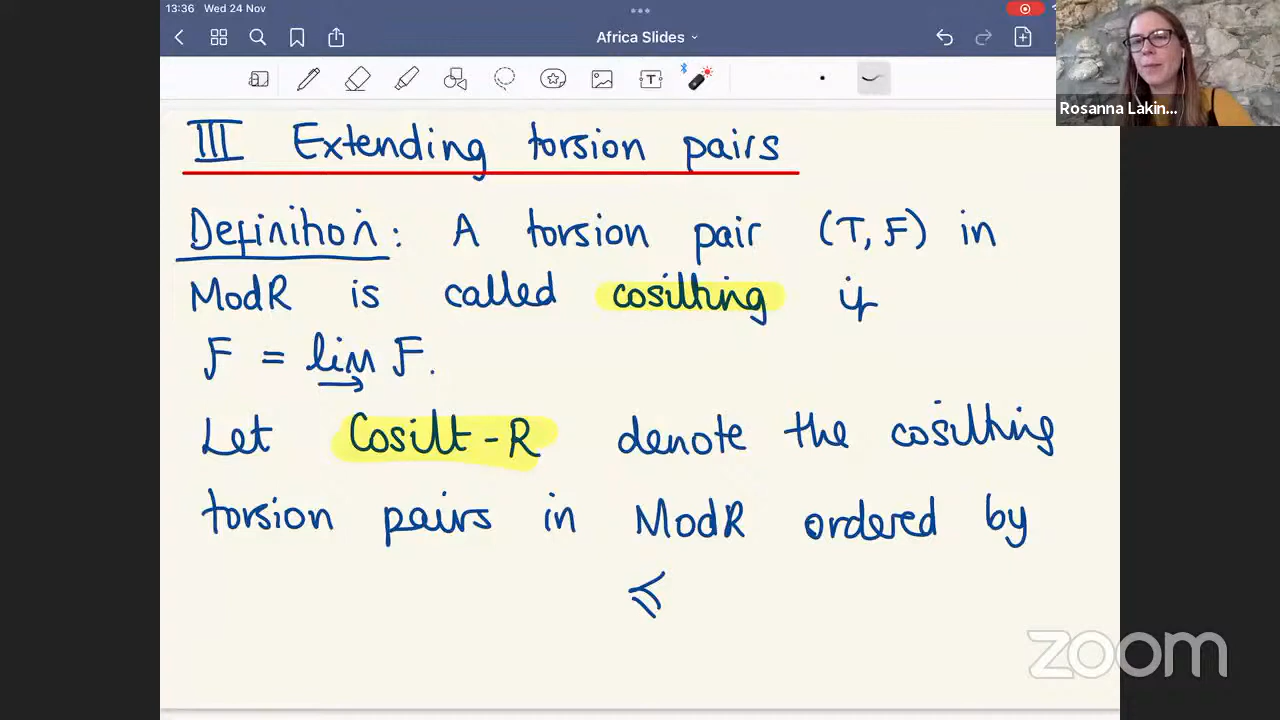 13:36 Wed 24 Nov
Africa Slides
Rosanna Lakin...
III Extending torsion pairs
Definition: A torsion pair (T, F) in
ModR is called cosilting if
F = lim→ F.
Let Cosilt-R denote the cosilting
torsion pairs in ModR ordered by
≤
zoom